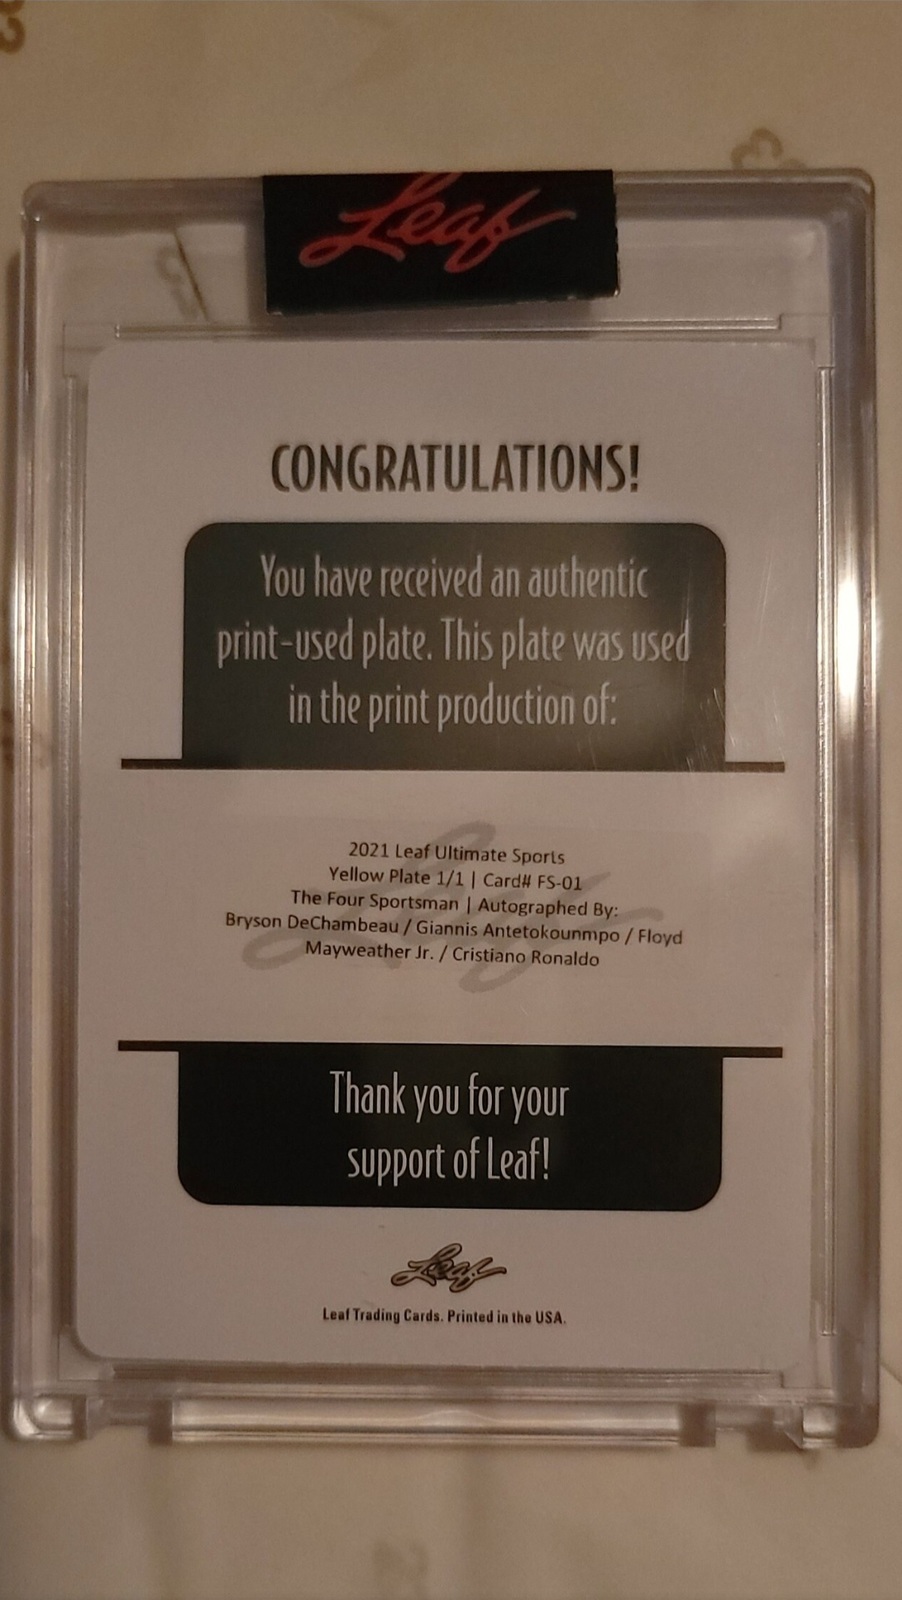 Leaf
CONGRATULATIONS!
You have received an authentic
print-used plate. This plate was used
in the print production of:
2021 Leaf Ultimate Sports
Yellow Plate 1/1 | Card# FS-01
The Four Sportsman | Autographed By:
Bryson DeChambeau / Giannis Antetokounmpo / Floyd
Mayweather Jr. / Cristiano Ronaldo
Thank you for your
support of Leaf!
Leaf
Leaf Trading Cards. Printed in the USA.